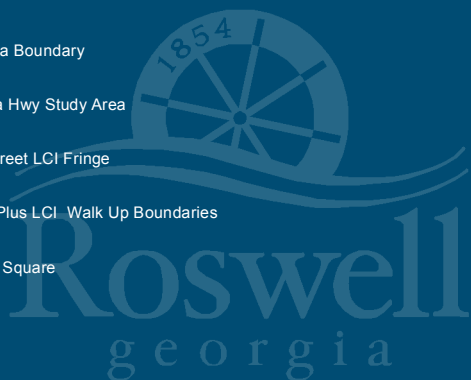 a Boundary
a Hwy Study Area
reet LCI Fringe
Plus LCI Walk Up Boundaries
Square
1854
Roswell
georgia